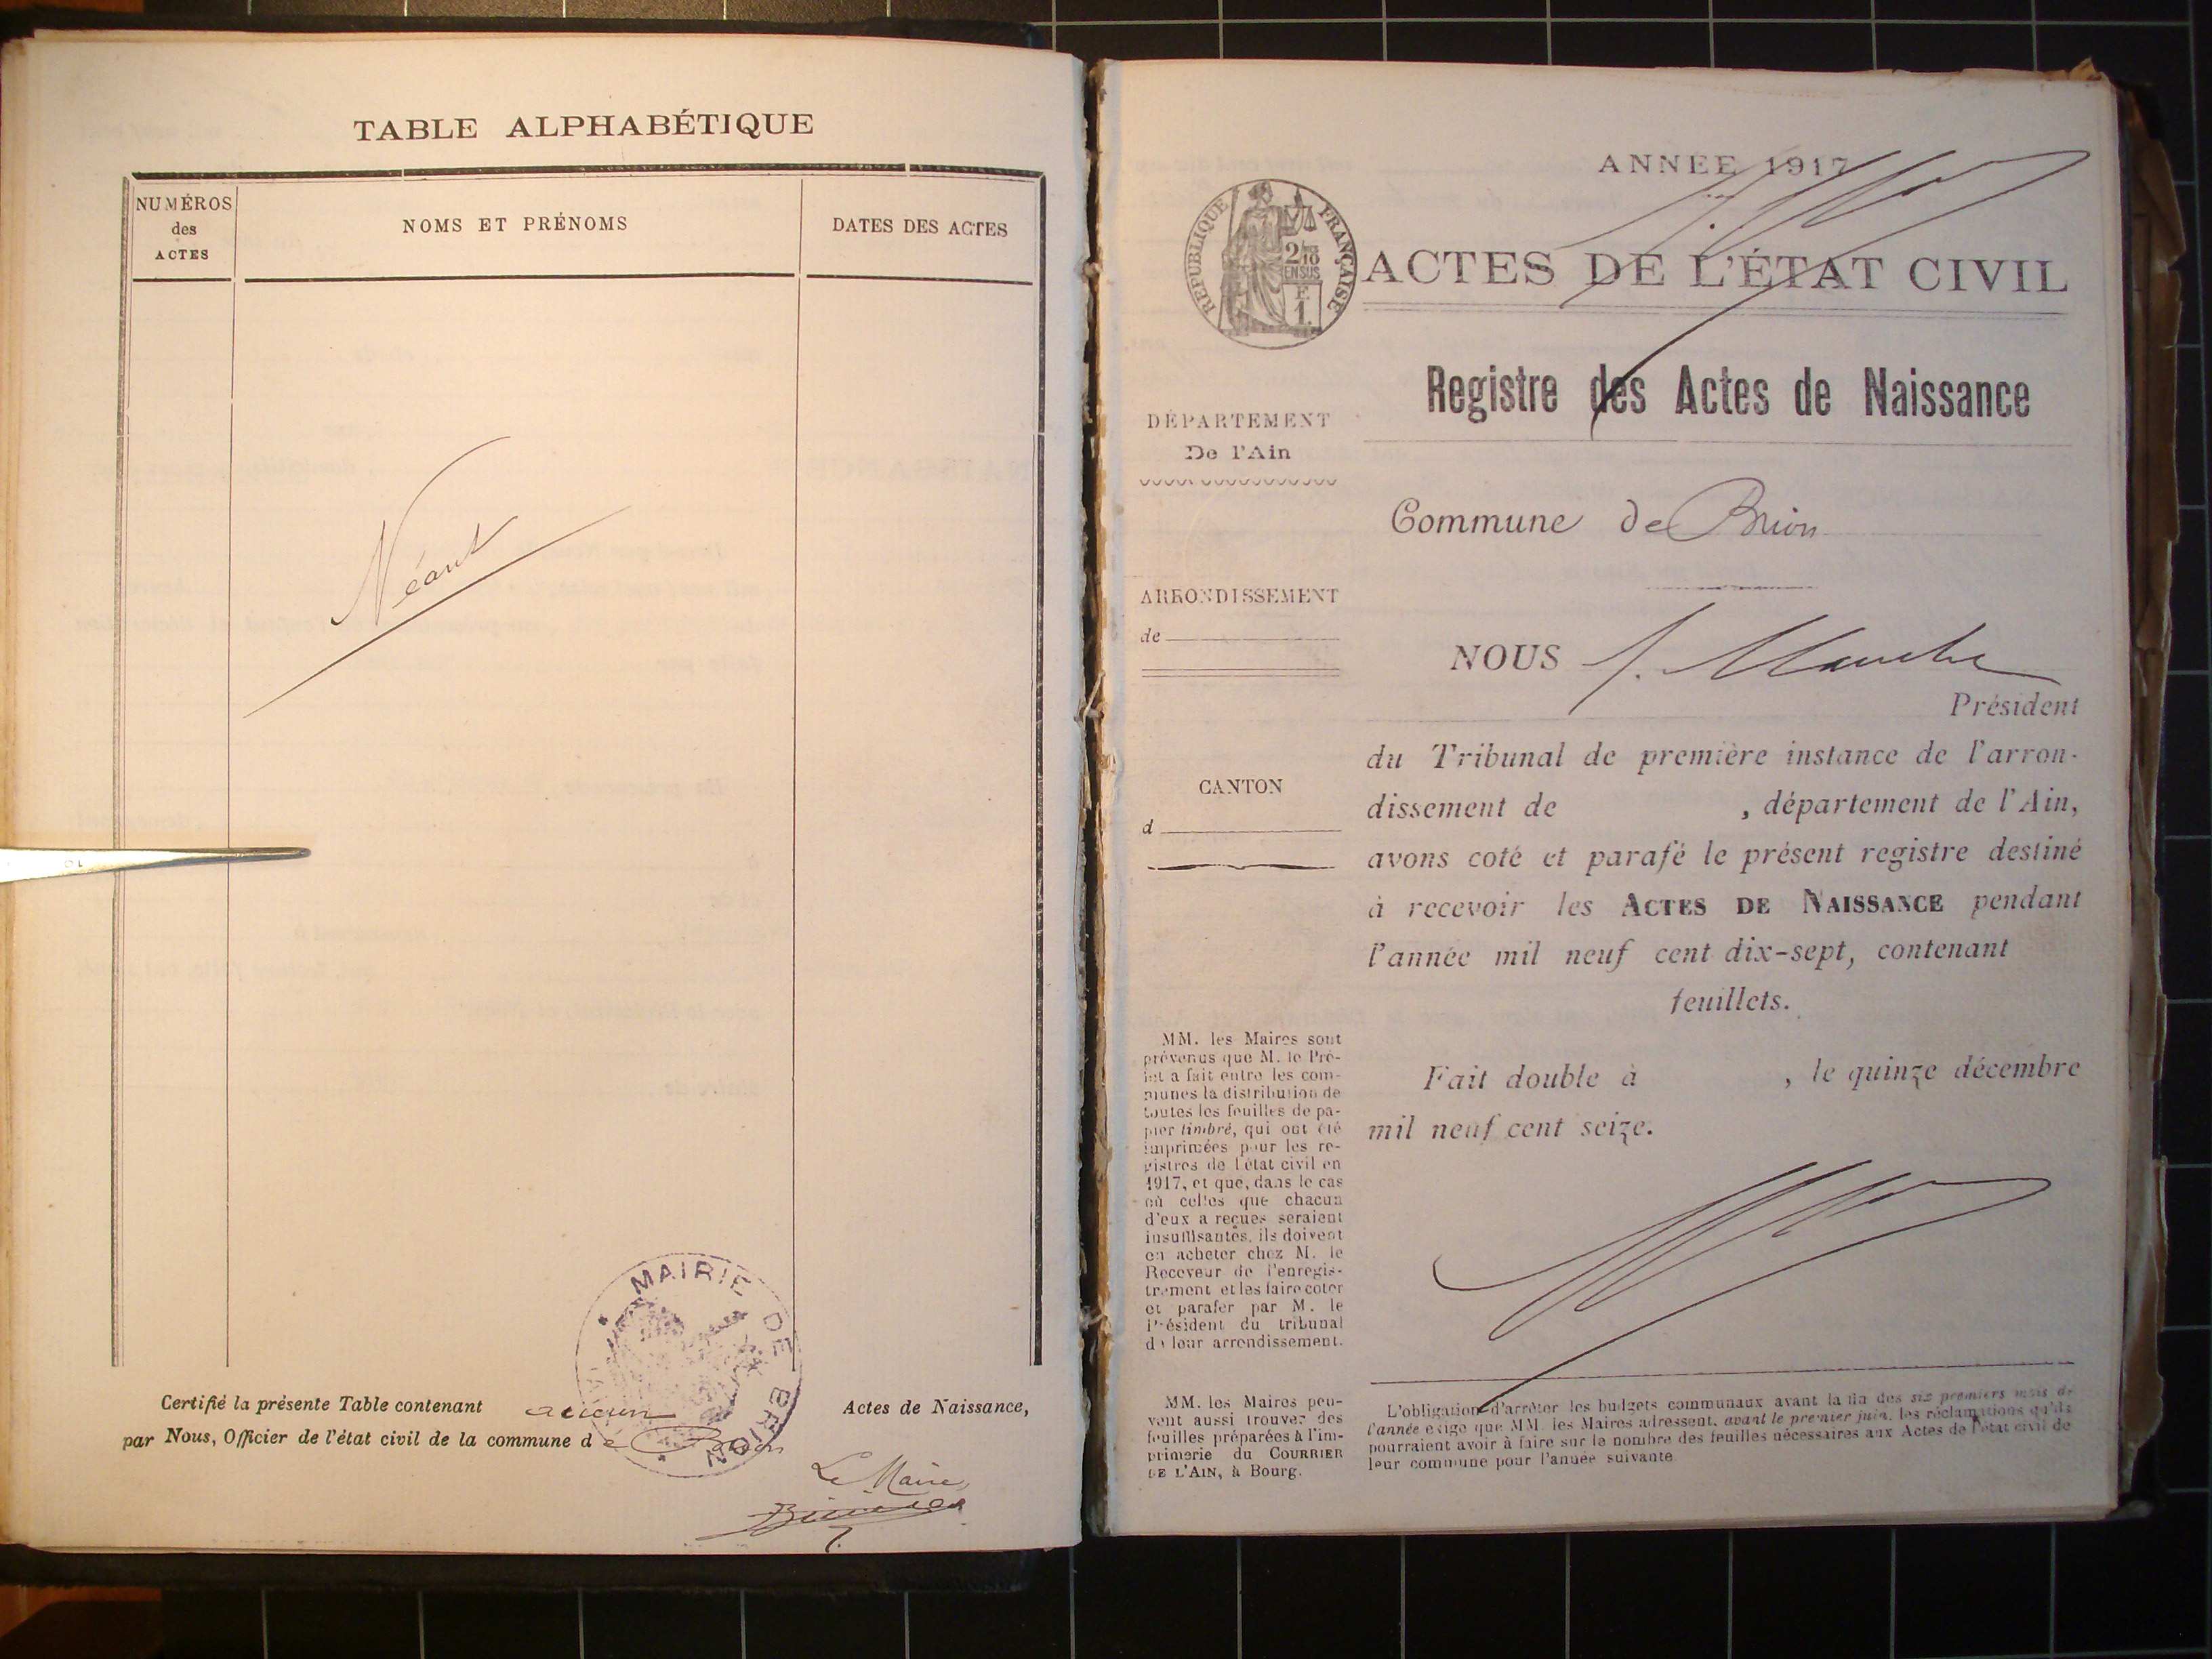 TABLE ALPHABÉTIQUE
NUMÉROS
des
ACTES
NOMS ET PRÉNOMS
DATES DES ACTES
Néant
MAIRIE DE BRION
Certifié la présente Table contenant aucun Actes de Naissance,
par Nous, Officier de l'état civil de la commune de Brion
Le Maire,
ANNÉE 1917
RÉPUBLIQUE FRANÇAISE
2/10
EN SUS
F.
1.
ACTES DE L'ÉTAT CIVIL
Registre des Actes de Naissance
DÉPARTEMENT
De l'Ain
Commune de Brion
ARRONDISSEMENT
de
NOUS
Président
CANTON
d
du Tribunal de première instance de l'arron-
dissement de , département de l'Ain,
avons coté et parafé le présent registre destiné
à recevoir les ACTES DE NAISSANCE pendant
l'année mil neuf cent dix-sept, contenant
feuillets.
Fait double à , le quinze décembre
mil neuf cent seize.
MM. les Maires sont
prévenus que M. le Pré-
fet a fait entre les com-
munes la distribution de
toutes les feuilles de pa-
pier timbré, qui ont été
imprimées pour les re-
gistres de l'état civil en
1917, et que, dans le cas
où celles que chacun
d'eux a reçues seraient
insuffisantes, ils doivent
en acheter chez M. le
Receveur de l'enregis-
trement et les faire coter
et parafer par M. le
Président du tribunal
de leur arrondissement.
MM. les Maires peu-
vent aussi trouver des
feuilles préparées à l'im-
primerie du COURRIER
DE L'AIN, à Bourg.
L'obligation d'arrêter les budgets communaux avant la fin des six premiers mois de
l'année exige que MM. les Maires adressent, avant le premier juin, les réclamations qu'ils
pourraient avoir à faire sur le nombre des feuilles nécessaires aux Actes de l'état civil de
leur commune pour l'année suivante.